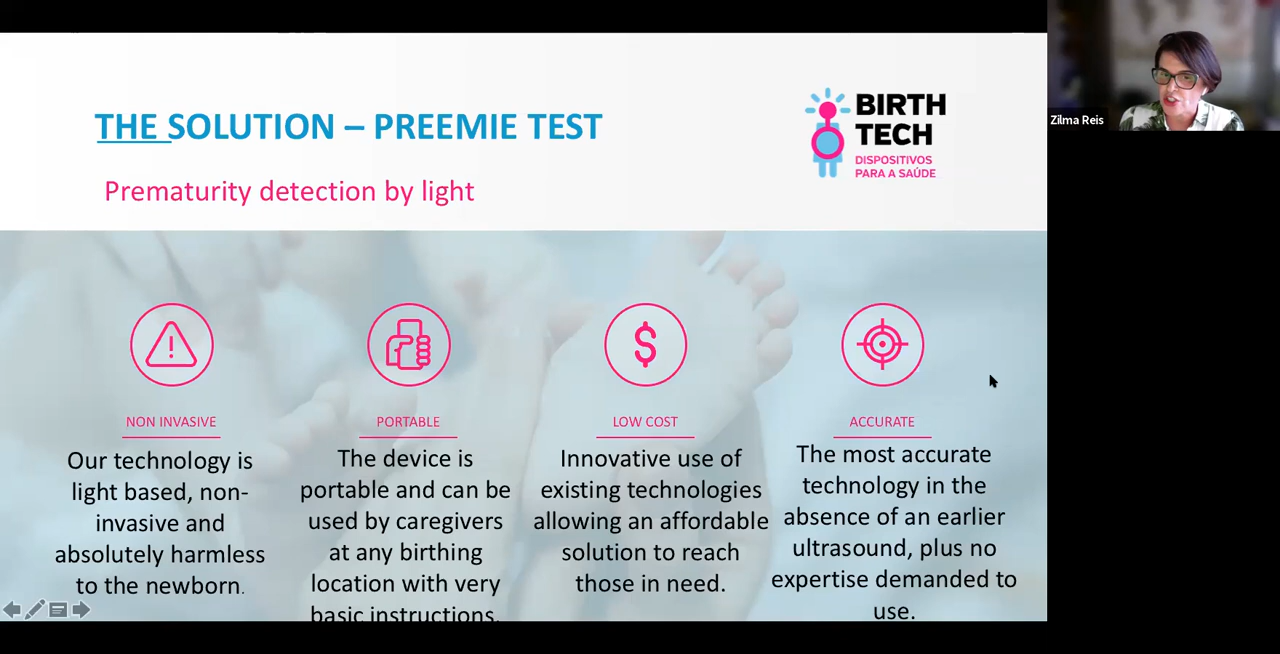 THE SOLUTION – PREEMIE TEST
Prematurity detection by light
BIRTH
TECH
DISPOSITIVOS
PARA A SAÚDE
Zilma Reis
NON INVASIVE
Our technology is
light based, non-
invasive and
absolutely harmless
to the newborn.
PORTABLE
The device is
portable and can be
used by caregivers
at any birthing
location with very
basic instructions.
LOW COST
$
Innovative use of
existing technologies
allowing an affordable
solution to reach
those in need.
ACCURATE
The most accurate
technology in the
absence of an earlier
ultrasound, plus no
expertise demanded to
use.